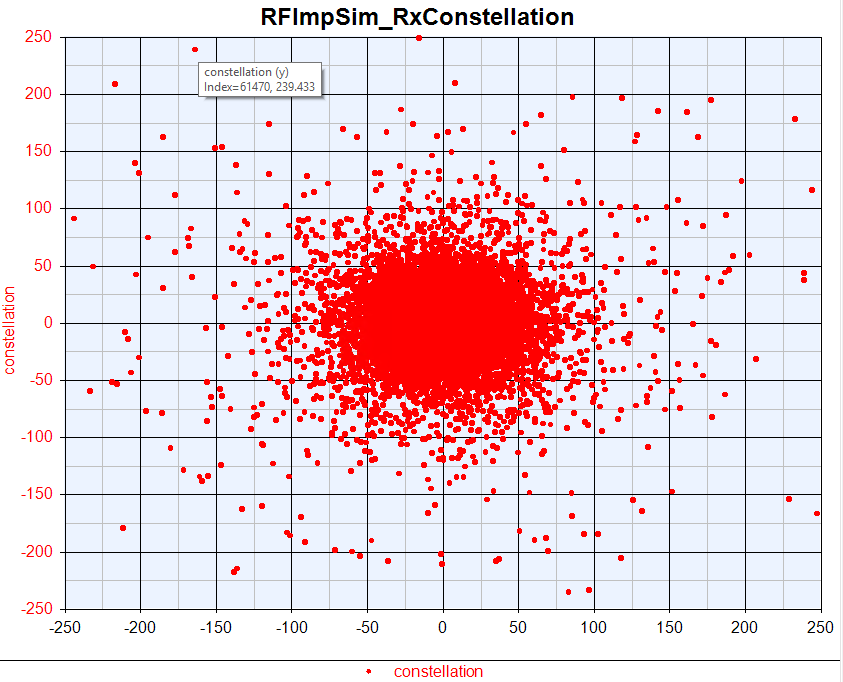 RFImpSim_RxConstellation
250
200
150
100
50
0
-50
-100
-150
-200
-250
constellation
constellation (y)
Index=61470, 239.433
-250 -200 -150 -100 -50 0 50 100 150 200 250
constellation